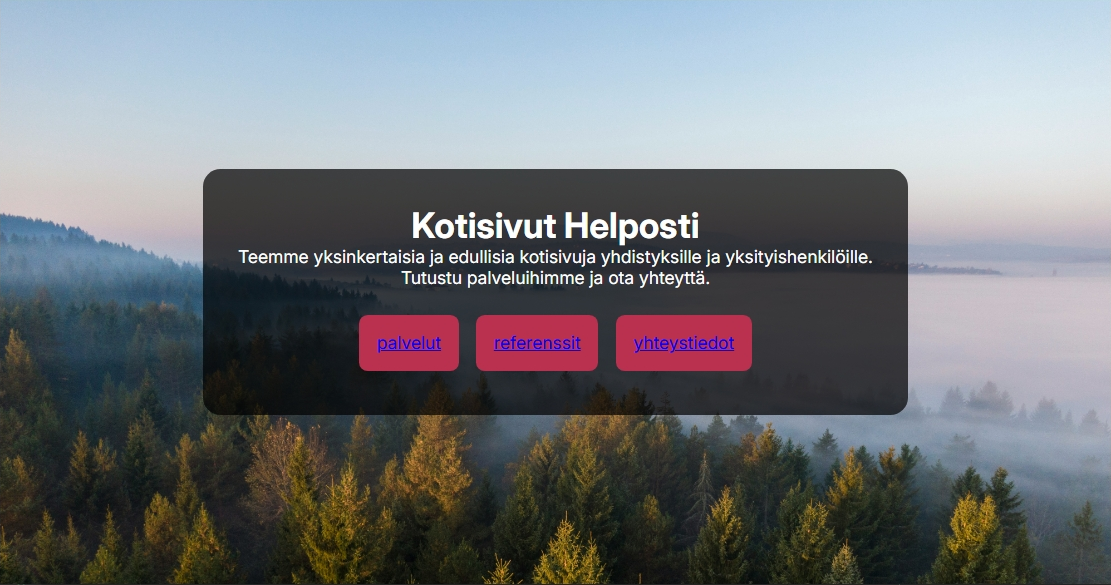 Kotisivut Helposti
Teemme yksinkertaisia ja edullisia kotisivuja yhdistyksille ja yksityishenkilöille.
Tutustu palveluihimme ja ota yhteyttä.
palvelut referenssit yhteystiedot